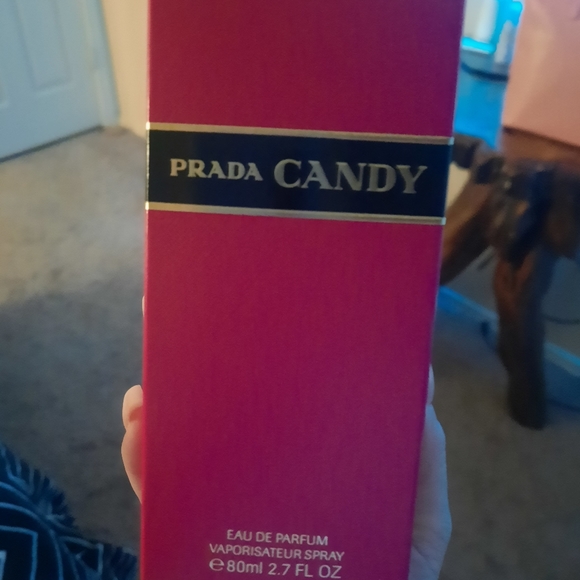 PRADA CANDY
EAU DE PARFUM
VAPORISATEUR SPRAY
℮80ml 2.7 FL OZ